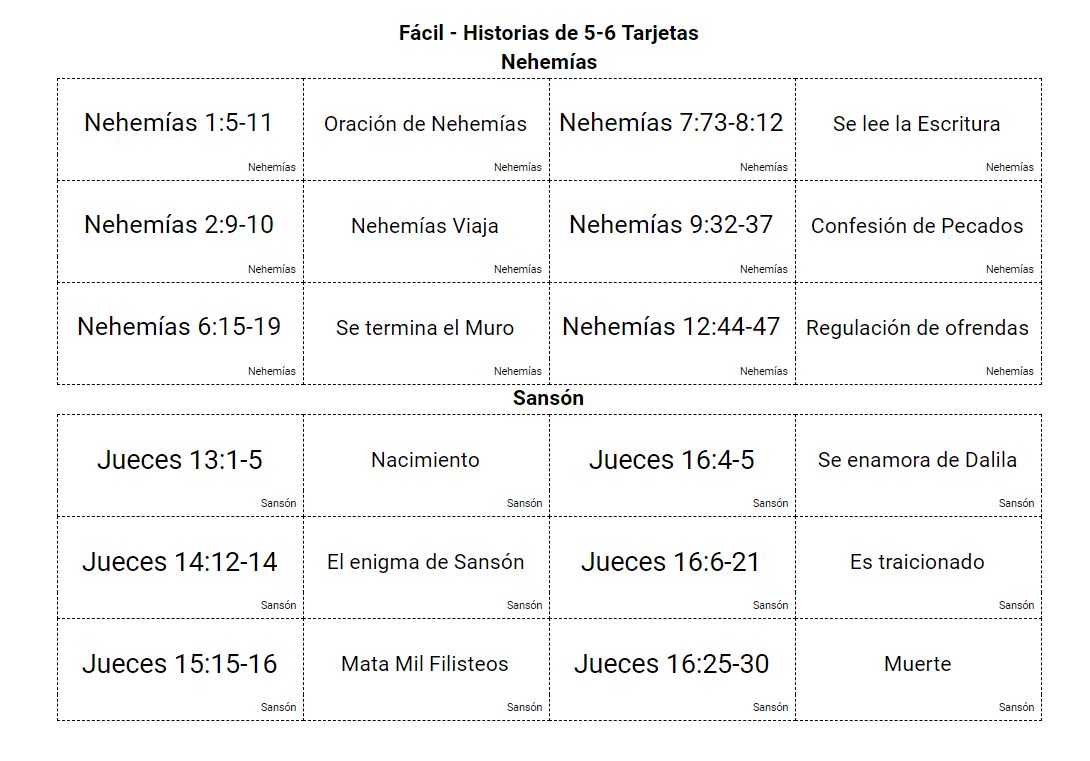 Fácil - Historias de 5-6 Tarjetas
Nehemías
Nehemías 1:5-11
Nehemías
Oración de Nehemías
Nehemías
Nehemías 7:73-8:12
Nehemías
Se lee la Escritura
Nehemías
Nehemías 2:9-10
Nehemías
Nehemías Viaja
Nehemías
Nehemías 9:32-37
Nehemías
Confesión de Pecados
Nehemías
Nehemías 6:15-19
Nehemías
Se termina el Muro
Nehemías
Nehemías 12:44-47
Nehemías
Regulación de ofrendas
Nehemías
Sansón
Jueces 13:1-5
Sansón
Nacimiento
Sansón
Jueces 16:4-5
Sansón
Se enamora de Dalila
Sansón
Jueces 14:12-14
Sansón
El enigma de Sansón
Sansón
Jueces 16:6-21
Sansón
Es traicionado
Sansón
Jueces 15:15-16
Sansón
Mata Mil Filisteos
Sansón
Jueces 16:25-30
Sansón
Muerte
Sansón